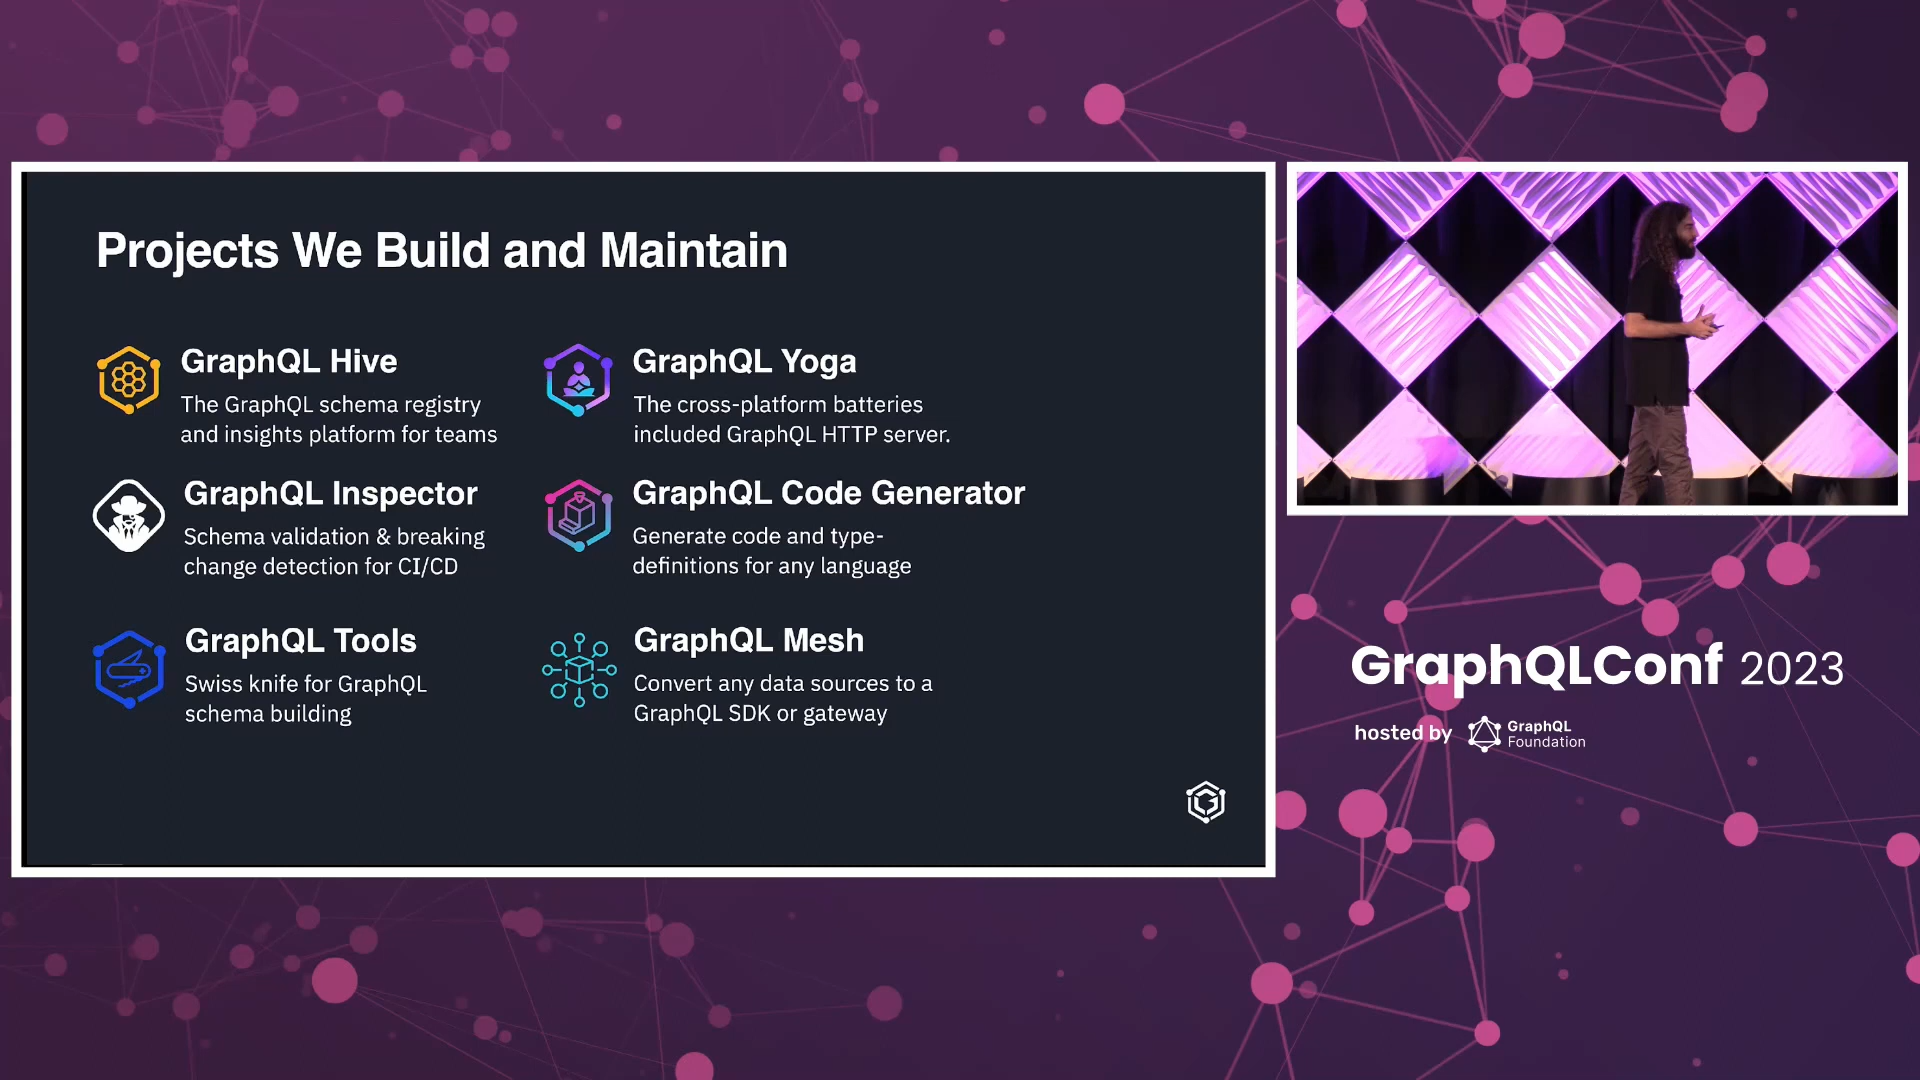 Projects We Build and Maintain
GraphQL Hive
The GraphQL schema registry
and insights platform for teams
GraphQL Yoga
The cross-platform batteries
included GraphQL HTTP server.
GraphQL Inspector
Schema validation & breaking
change detection for CI/CD
GraphQL Code Generator
Generate code and type-
definitions for any language
GraphQL Tools
Swiss knife for GraphQL
schema building
GraphQL Mesh
Convert any data sources to a
GraphQL SDK or gateway
GraphQLConf 2023
hosted by
GraphQL
Foundation